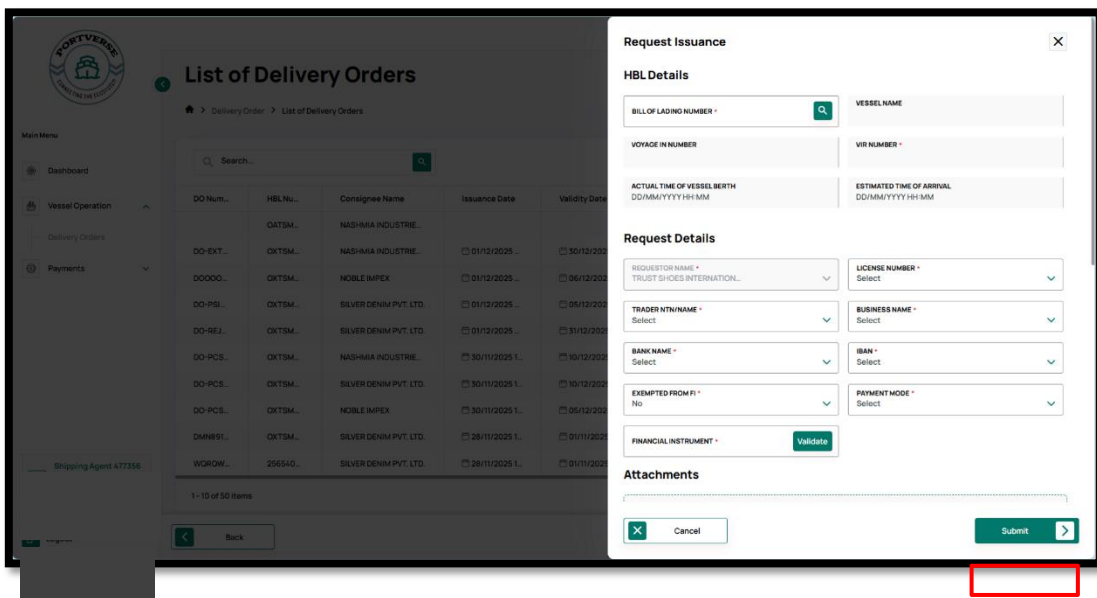 PORTVERSE
List of Delivery Orders
Delivery Order > List of Delivery Orders
Main Menu
Dashboard
Vessel Operation
Delivery Orders
Payments
Shipping Agent 477356
Search...
DO Num... HBL Nu... Consignee Name Issuance Date Validity Date
OATSM... NASHMIA INDUSTRIE...
DO-EXT... OXTSM... NASHMIA INDUSTRIE... 01/12/2025 ... 30/12/202
DOOOO... OXTSM... NOBLE IMPEX 01/12/2025 ... 06/12/202
DO-PSI... OXTSM... SILVER DENIM PVT. LTD. 01/12/2025 ... 05/12/202
DO-REJ... OXTSM... SILVER DENIM PVT. LTD. 01/12/2025 ... 31/12/2025
DO-PCS... OXTSM... NASHMIA INDUSTRIE... 30/11/2025 1... 10/12/2025
DO-PCS... OXTSM... SILVER DENIM PVT. LTD. 30/11/2025 1... 10/12/2025
DO-PCS... OXTSM... NOBLE IMPEX 30/11/2025 1... 05/12/202
DMN891... OXTSM... SILVER DENIM PVT. LTD. 28/11/2025 1... 01/11/2025
WQROW... 256540... SILVER DENIM PVT. LTD. 28/11/2025 1... 01/11/2025
1 - 10 of 50 items
Back
Request Issuance
HBL Details
BILL OF LADING NUMBER *
VESSEL NAME
VOYAGE IN NUMBER
VIR NUMBER *
ACTUAL TIME OF VESSEL BERTH
DD/MM/YYYY HH:MM
ESTIMATED TIME OF ARRIVAL
DD/MM/YYYY HH:MM
Request Details
REQUESTOR NAME *
TRUST SHOES INTERNATION...
LICENSE NUMBER *
Select
TRADER NTN/NAME *
Select
BUSINESS NAME *
Select
BANK NAME *
Select
IBAN *
Select
EXEMPTED FROM FI *
No
PAYMENT MODE *
Select
FINANCIAL INSTRUMENT *
Validate
Attachments
Cancel
Submit